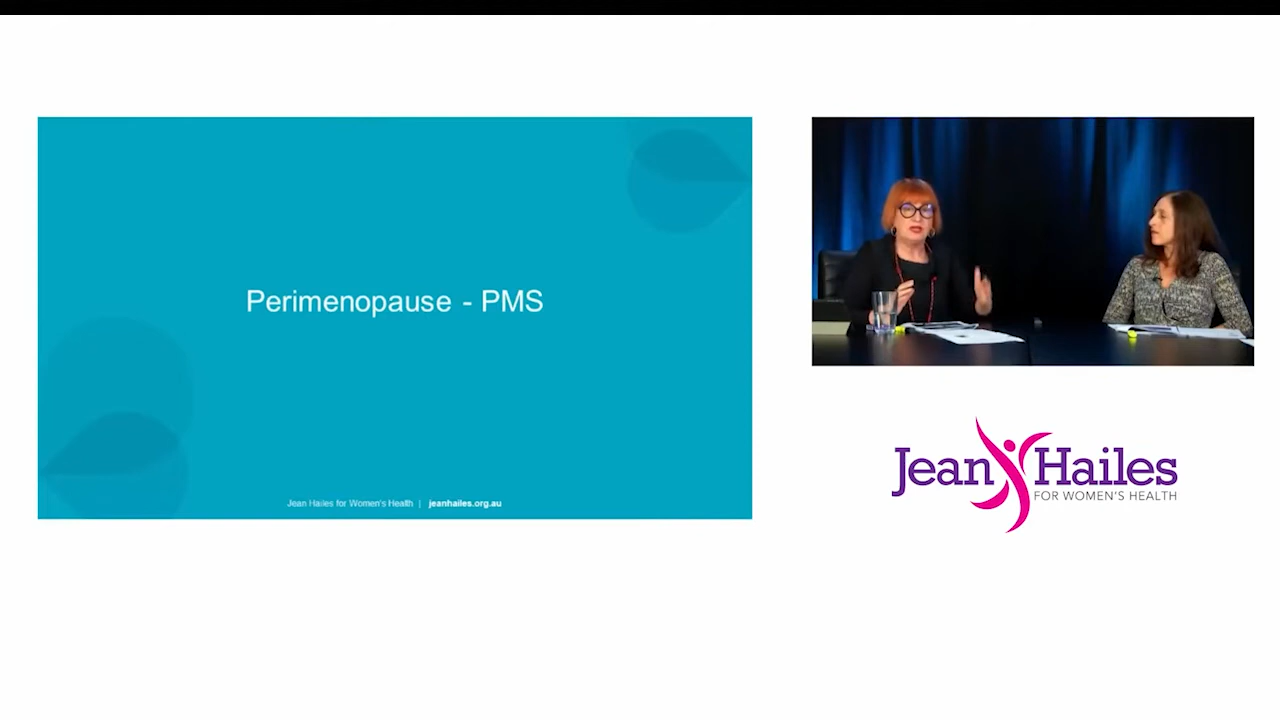 Perimenopause - PMS
Jean Hailes for Women's Health | jeanhailes.org.au
Jean Hailes
FOR WOMEN'S HEALTH